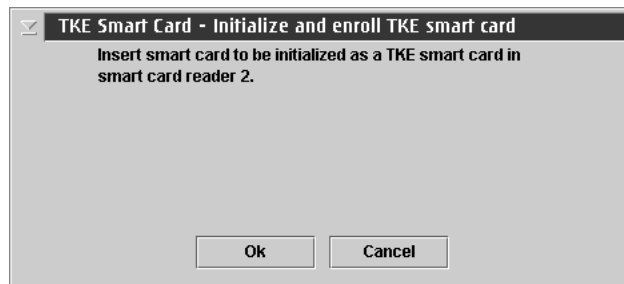 TKE Smart Card - Initialize and enroll TKE smart card
Insert smart card to be initialized as a TKE smart card in
smart card reader 2.
Ok
Cancel